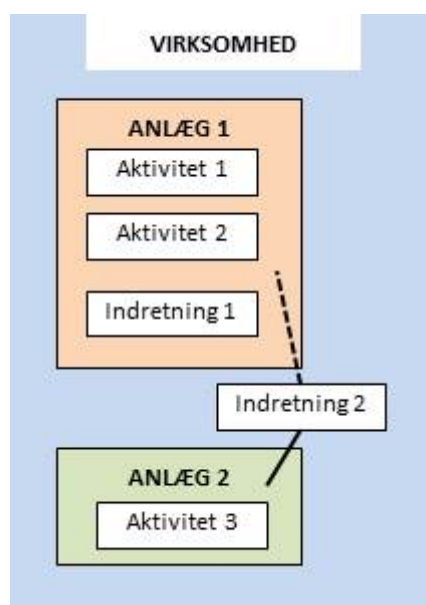 VIRKSOMHED
ANLÆG 1
Aktivitet 1
Aktivitet 2
Indretning 1
Indretning 2
ANLÆG 2
Aktivitet 3